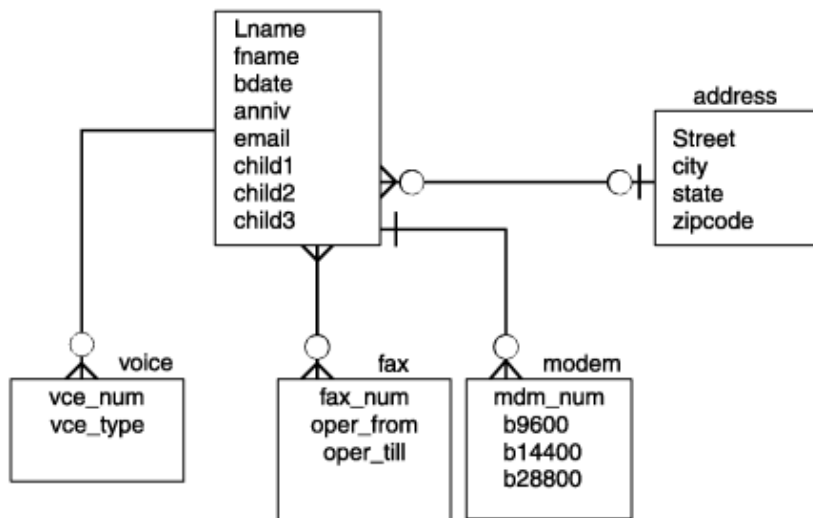 Lname
fname
bdate
anniv
email
child1
child2
child3
address
Street
city
state
zipcode
voice
vce_num
vce_type
fax
fax_num
oper_from
oper_till
modem
mdm_num
b9600
b14400
b28800